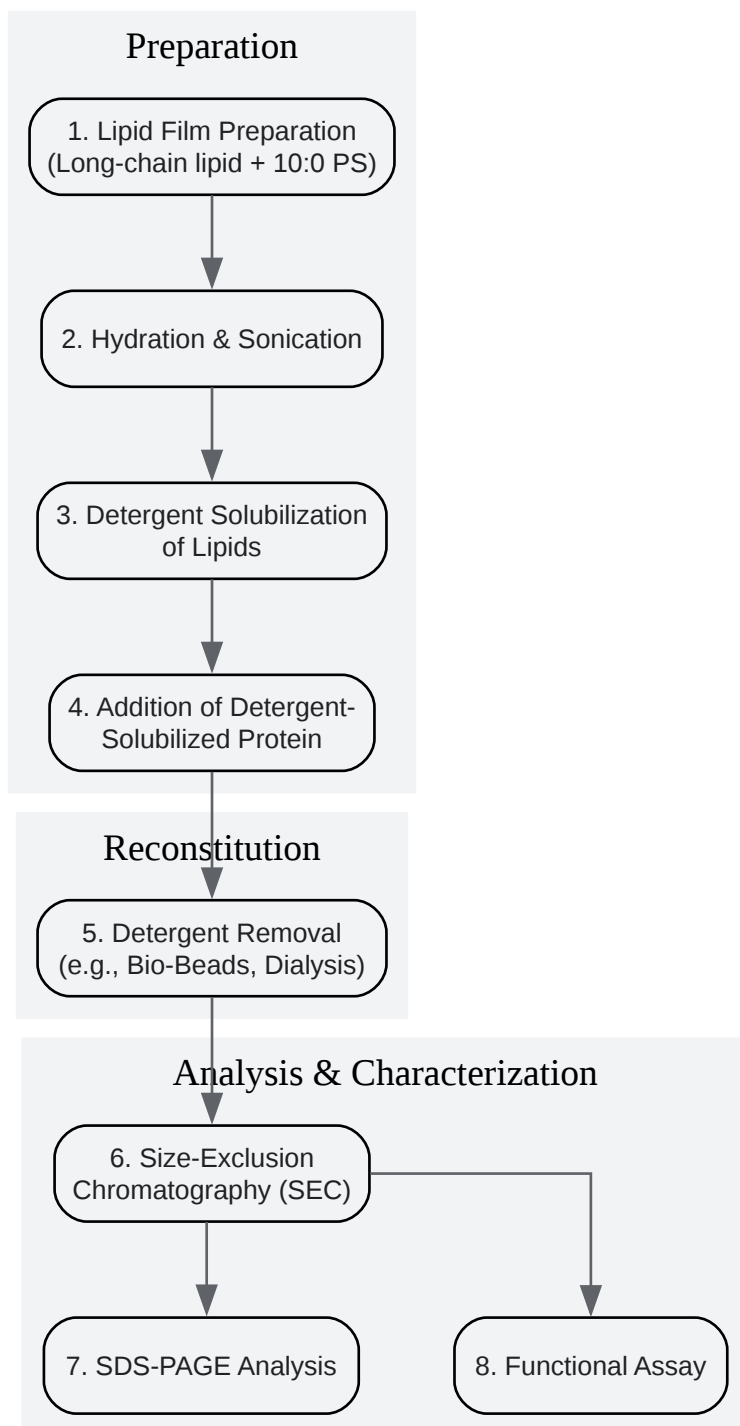 Preparation
1. Lipid Film Preparation
(Long-chain lipid + 10:0 PS)
2. Hydration & Sonication
3. Detergent Solubilization
of Lipids
4. Addition of Detergent-
Solubilized Protein
Reconstitution
5. Detergent Removal
(e.g., Bio-Beads, Dialysis)
Analysis & Characterization
6. Size-Exclusion
Chromatography (SEC)
7. SDS-PAGE Analysis
8. Functional Assay